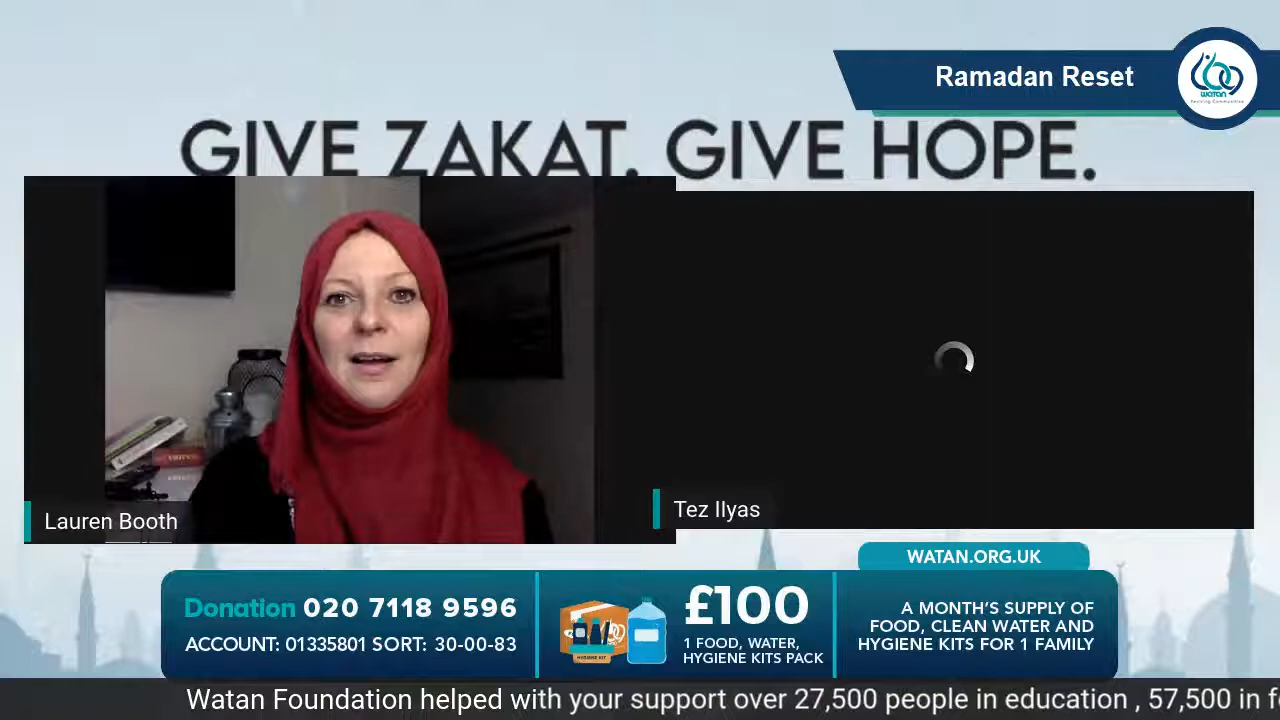 Ramadan Reset
WATAN
GIVE ZAKAT. GIVE HOPE.
Lauren Booth
Tez Ilyas
WATAN.ORG.UK
Donation 020 7118 9596
ACCOUNT: 01335801 SORT: 30-00-83
HYGIENE KIT
£100
1 FOOD, WATER,
HYGIENE KITS PACK
A MONTH'S SUPPLY OF
FOOD, CLEAN WATER AND
HYGIENE KITS FOR 1 FAMILY
Watan Foundation helped with your support over 27,500 people in education , 57,500 in f